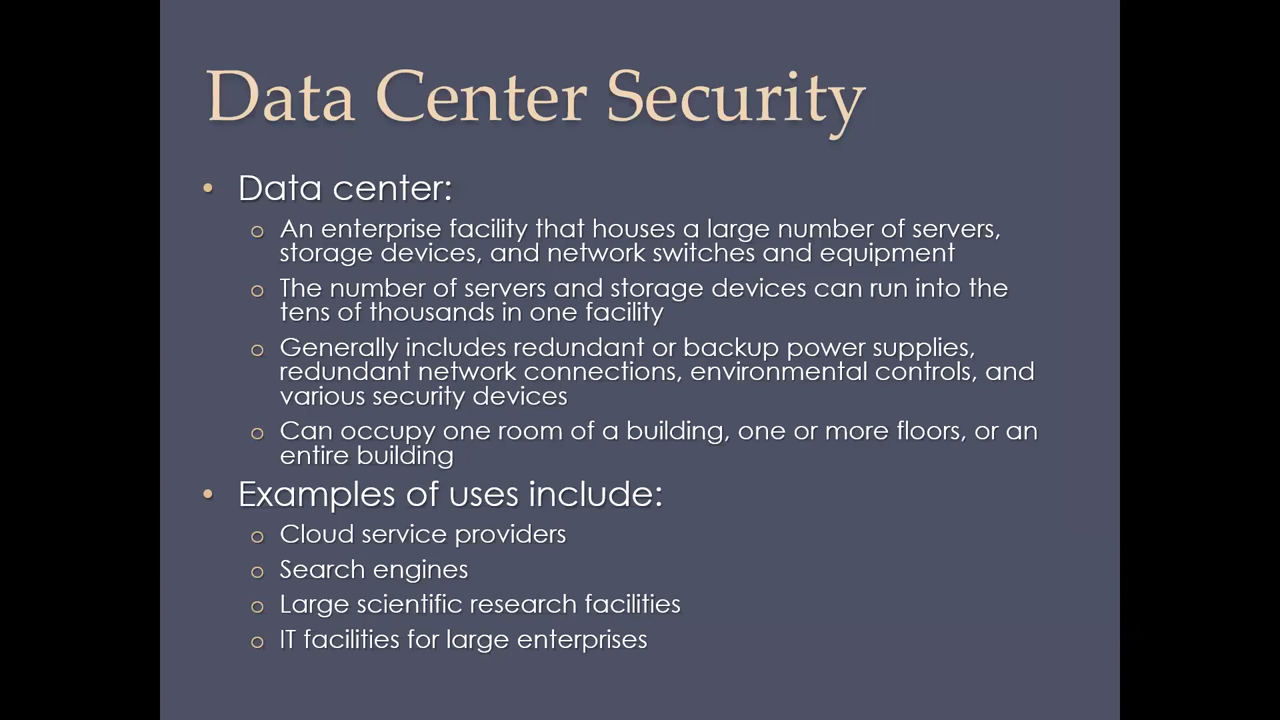 Data Center Security
• Data center:
o An enterprise facility that houses a large number of servers,
storage devices, and network switches and equipment
o The number of servers and storage devices can run into the
tens of thousands in one facility
o Generally includes redundant or backup power supplies,
redundant network connections, environmental controls, and
various security devices
o Can occupy one room of a building, one or more floors, or an
entire building
• Examples of uses include:
o Cloud service providers
o Search engines
o Large scientific research facilities
o IT facilities for large enterprises